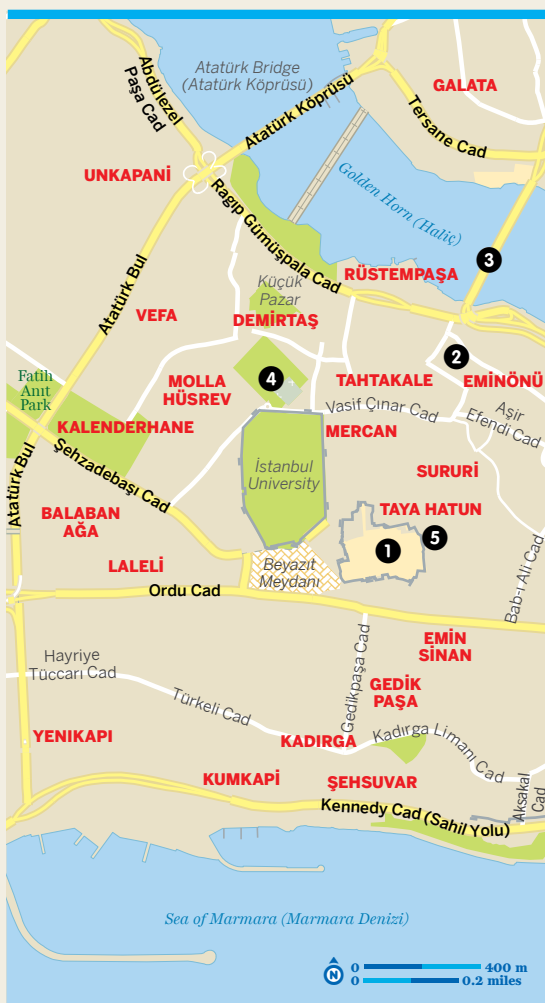 Atatürk Bridge
(Atatürk Köprüsü)
GALATA
Abdülezel
Paşa Cad
Atatürk Köprüsü
Tersane Cad
UNKAPANİ
Golden Horn (Haliç)
Ragıp Gümüşpala Cad
3
RÜSTEMPAŞA
Atatürk Bul
Küçük
Pazar
VEFA
DEMİRTAŞ
2
Fatih
Anıt
Park
MOLLA
HÜSREV
4
TAHTAKALE
EMİNÖNÜ
Vasif Çınar Cad
Aşir
Efendi Cad
KALENDERHANE
MERCAN
Şehzadebaşı Cad
İstanbul
University
SURURİ
Atatürk Bul
BALABAN
AĞA
TAYA HATUN
1
5
LALELİ
Beyazıt
Meydanı
Bab-ı Ali Cad
Ordu Cad
EMİN
SİNAN
Hayriye
Tüccarı Cad
Gedikpaşa Cad
GEDİK
PAŞA
Türkeli Cad
YENIKAPI
KADIRGA
Kadırga Limanı Cad
KUMKAPİ
ŞEHSUVAR
Aksakal
Cad
Kennedy Cad (Sahil Yolu)
Sea of Marmara (Marmara Denizi)
N
0 400 m
0 0.2 miles